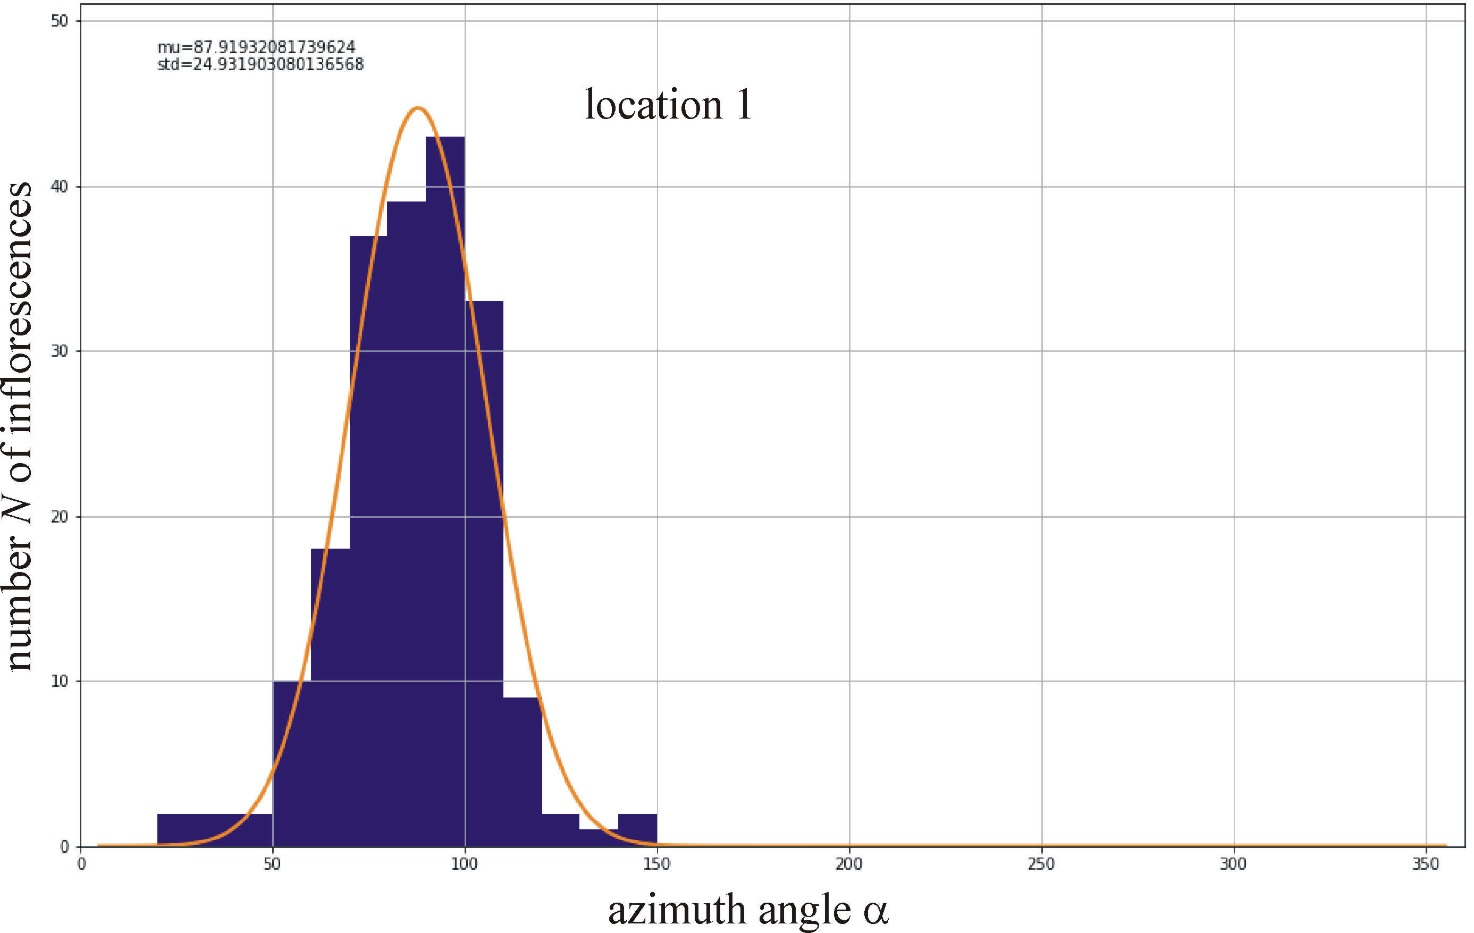 mu=87.91932081739624
std=24.931903080136568
location 1
number N of inflorescences
50
40
30
20
10
0
0 50 100 150 200 250 300 350
azimuth angle α